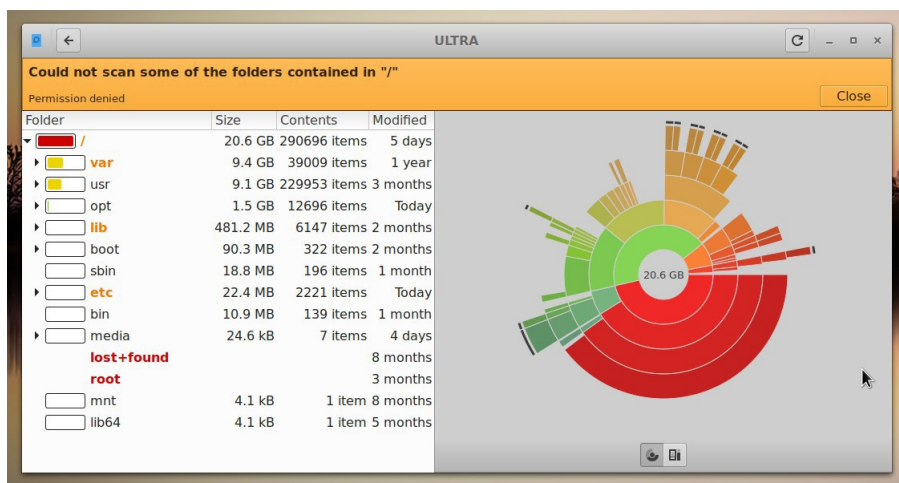 ULTRA
Could not scan some of the folders contained in "/"
Permission denied
Close
Folder Size Contents Modified
/ 20.6 GB 290696 items 5 days
var 9.4 GB 39009 items 1 year
usr 9.1 GB 229953 items 3 months
opt 1.5 GB 12696 items Today
lib 481.2 MB 6147 items 2 months
boot 90.3 MB 322 items 2 months
sbin 18.8 MB 196 items 1 month
etc 22.4 MB 2221 items Today
bin 10.9 MB 139 items 1 month
media 24.6 kB 7 items 4 days
lost+found 8 months
root 3 months
mnt 4.1 kB 1 item 8 months
lib64 4.1 kB 1 item 5 months
20.6 GB